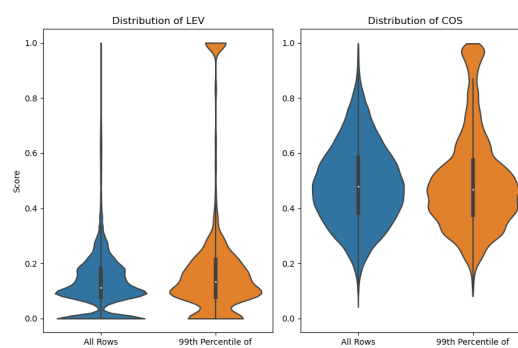 Distribution of LEV
Distribution of COS
Score
1.0
0.8
0.6
0.4
0.2
0.0
1.0
0.8
0.6
0.4
0.2
0.0
All Rows
99th Percentile of
All Rows
99th Percentile of